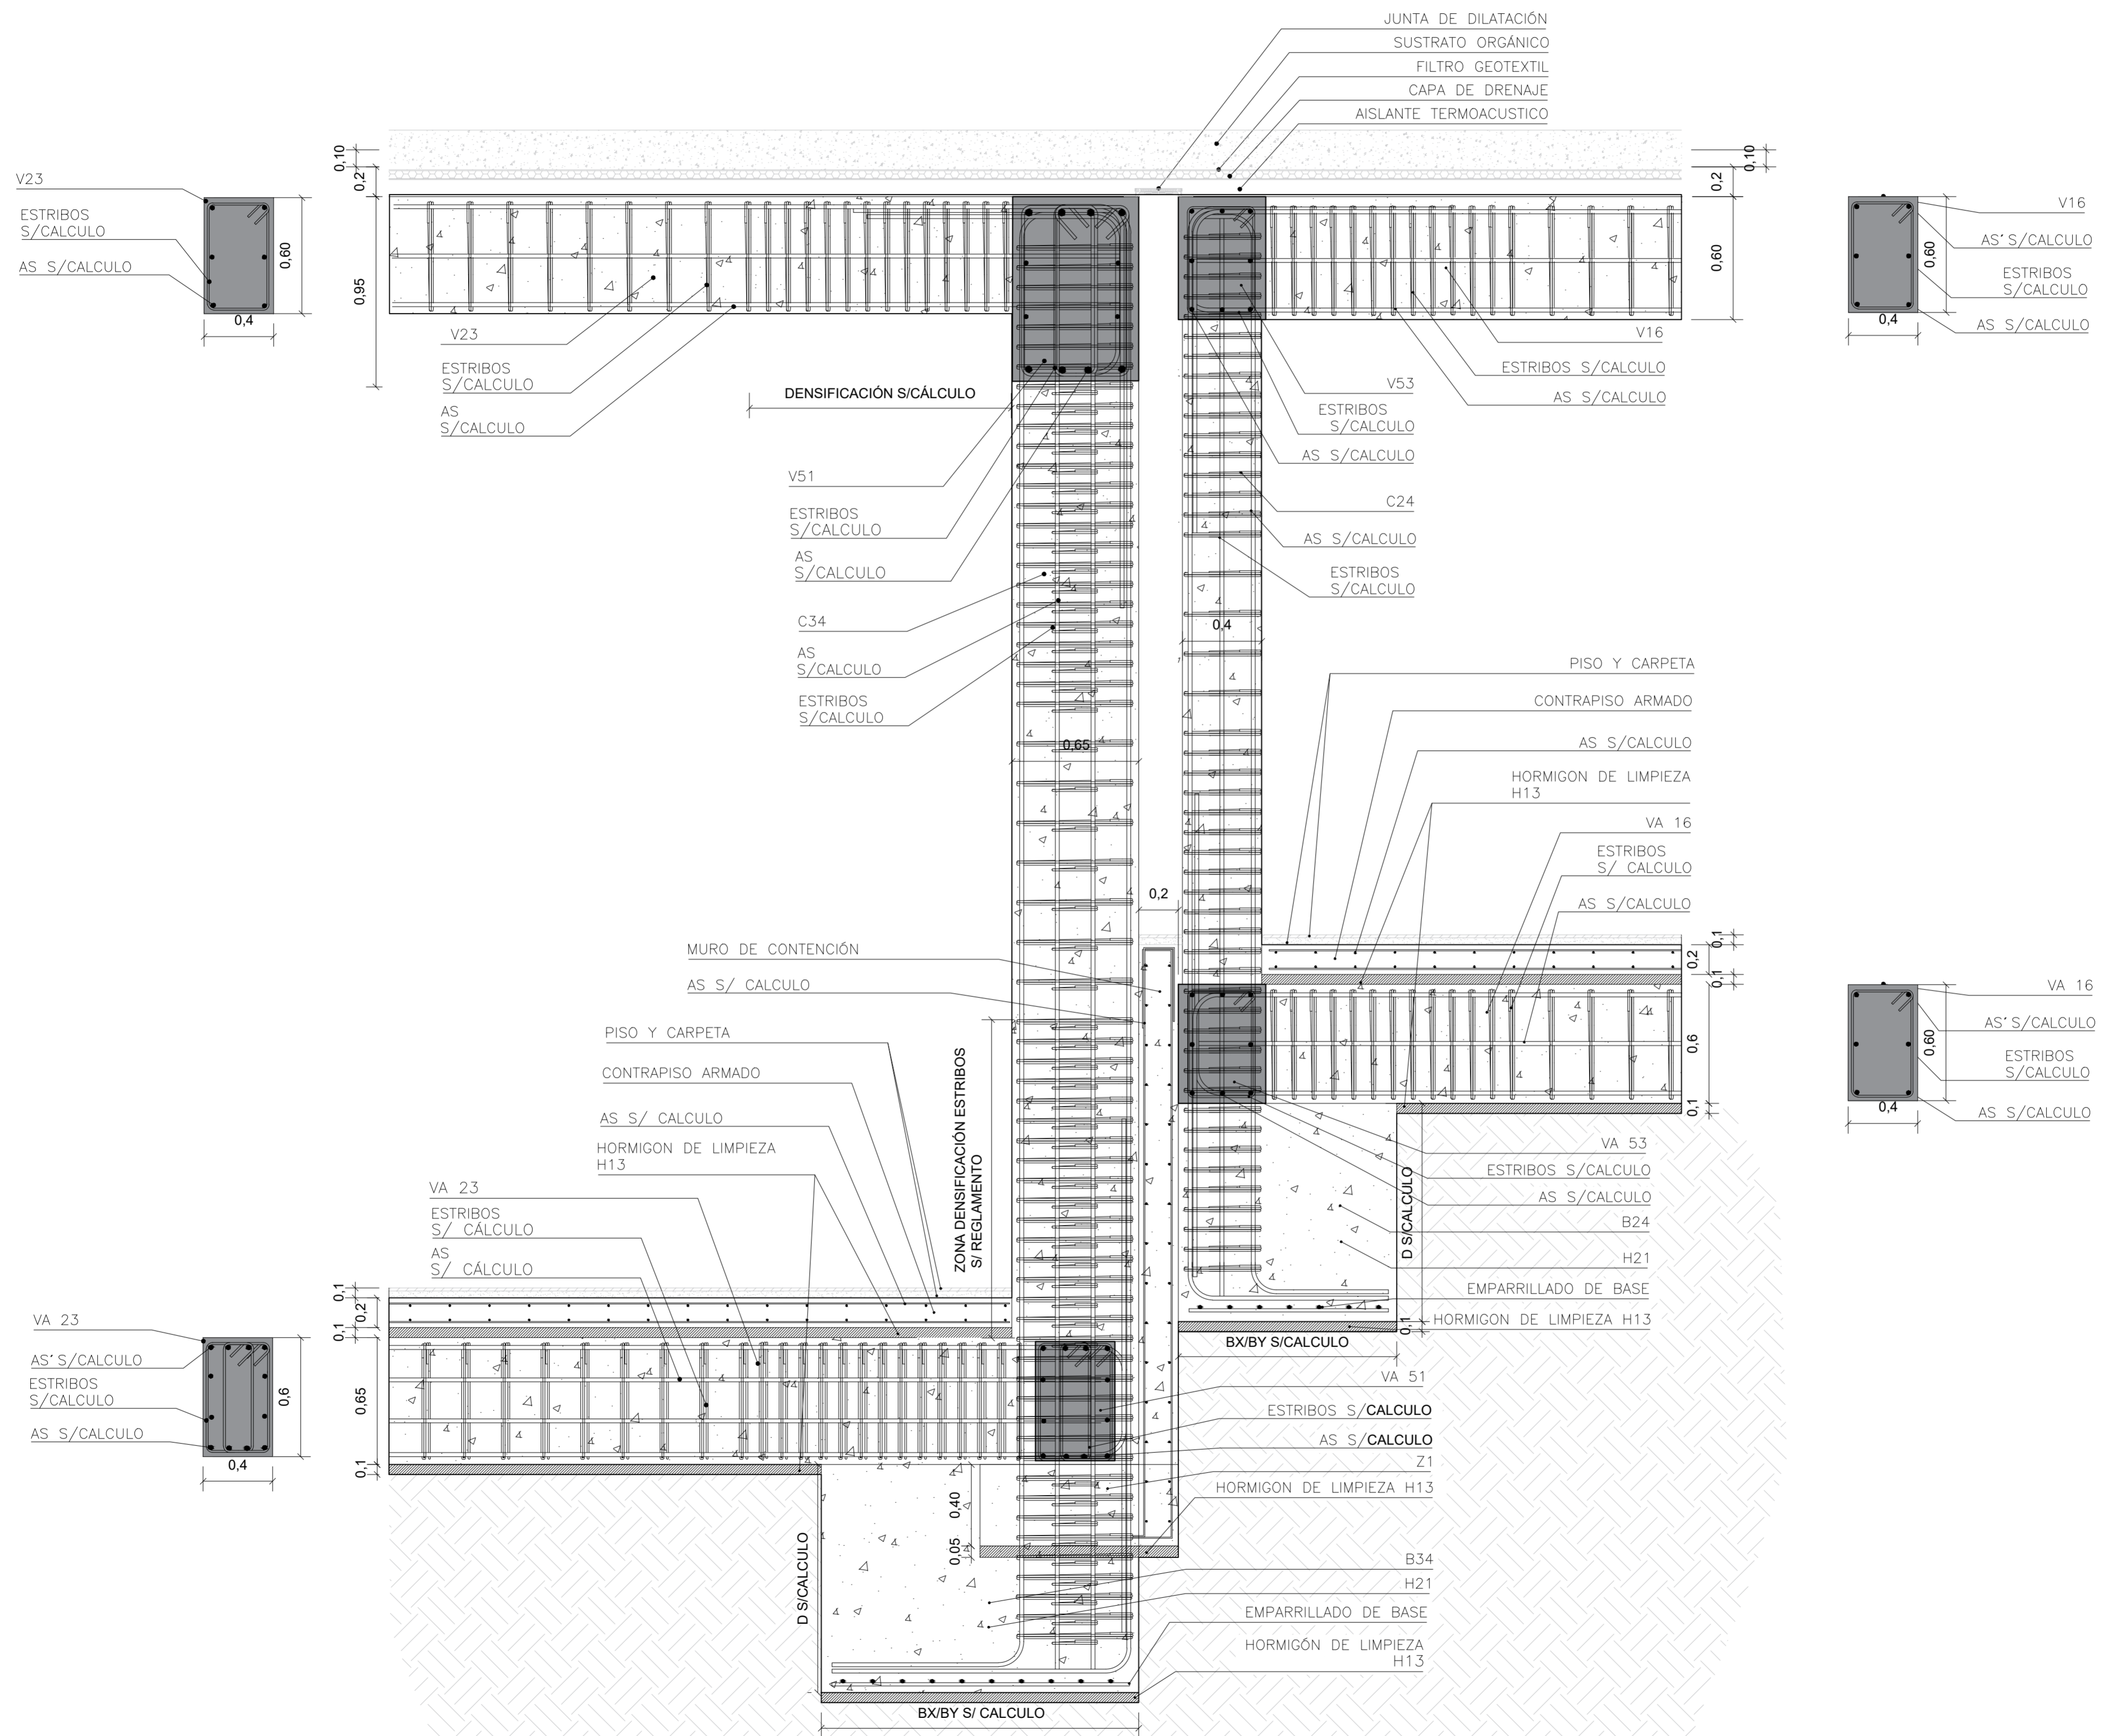 JUNTA DE DILATACIÓN
SUSTRATO ORGÁNICO
FILTRO GEOTEXTIL
CAPA DE DRENAJE
AISLANTE TERMOACUSTICO
0,10
0,2
0,95
V23
ESTRIBOS
S/CALCULO
AS S/CALCULO
0,60
0,4
V23
ESTRIBOS
S/CALCULO
AS
S/CALCULO
DENSIFICACIÓN S/CÁLCULO
V51
ESTRIBOS
S/CALCULO
AS
S/CALCULO
C34
AS
S/CALCULO
ESTRIBOS
S/CALCULO
0,65
0,10
0,2
0,60
V16
ESTRIBOS S/CALCULO
AS S/CALCULO
V53
ESTRIBOS
S/CALCULO
AS S/CALCULO
C24
AS S/CALCULO
ESTRIBOS
S/CALCULO
0,4
V16
AS' S/CALCULO
ESTRIBOS
S/CALCULO
AS S/CALCULO
0,60
0,4
PISO Y CARPETA
CONTRAPISO ARMADO
AS S/CALCULO
HORMIGON DE LIMPIEZA
H13
VA 16
ESTRIBOS
S/ CALCULO
AS S/CALCULO
0,2
0,1
0,2
0,1
0,6
0,1
VA 16
AS' S/CALCULO
ESTRIBOS
S/CALCULO
AS S/CALCULO
0,60
0,4
MURO DE CONTENCIÓN
AS S/ CALCULO
PISO Y CARPETA
CONTRAPISO ARMADO
AS S/ CALCULO
HORMIGON DE LIMPIEZA
H13
VA 23
ESTRIBOS
S/ CÁLCULO
AS
S/ CÁLCULO
ZONA DENSIFICACIÓN ESTRIBOS
S/ REGLAMENTO
VA 53
ESTRIBOS S/CALCULO
AS S/CALCULO
B24
H21
EMPARRILLADO DE BASE
HORMIGON DE LIMPIEZA H13
D S/CALCULO
0,1
BX/BY S/CALCULO
VA 23
AS' S/CALCULO
ESTRIBOS
S/CALCULO
AS S/CALCULO
0,6
0,4
0,1
0,2
0,1
0,65
0,1
VA 51
ESTRIBOS S/CALCULO
AS S/CALCULO
Z1
HORMIGON DE LIMPIEZA H13
0,40
0,05
D S/CALCULO
B34
H21
EMPARRILLADO DE BASE
HORMIGÓN DE LIMPIEZA
H13
BX/BY S/ CALCULO